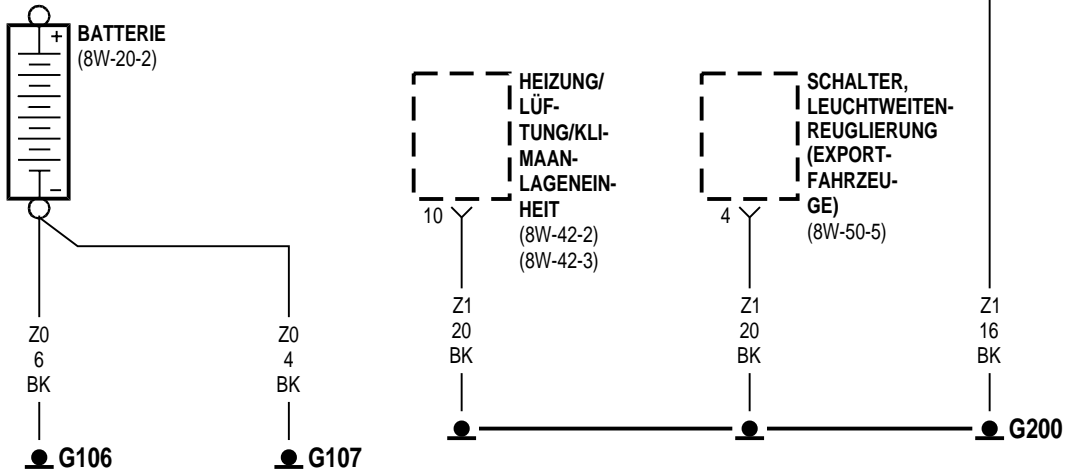 +
BATTERIE
(8W-20-2)
–
Z0
6
BK
G106
Z0
4
BK
G107
HEIZUNG/
LÜF-
TUNG/KLI-
MAAN-
LAGENEIN-
HEIT
(8W-42-2)
(8W-42-3)
10
Z1
20
BK
SCHALTER,
LEUCHTWEITEN-
REUGLIERUNG
(EXPORT-
FAHRZEU-
GE)
(8W-50-5)
4
Z1
20
BK
Z1
16
BK
G200